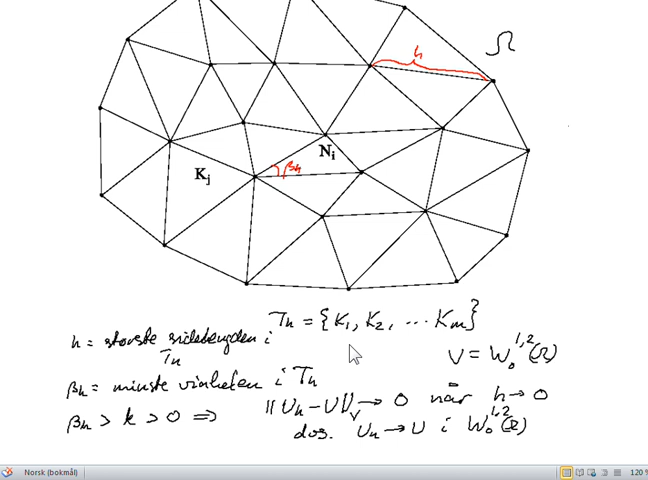 h
Ω
N_i
β_h
K_j
T_h = {K_1, K_2, ... K_m}
h = største sidelengden i T_h
V = W_0^{1,2}(Ω)
β_h = minste vinkelen i T_h
β_h > k > 0 ⇒ ||U_h - U||_V → 0 når h → 0
dvs. U_h → U i W_0^{1,2}(Ω)
Norsk (bokmål)
120 %